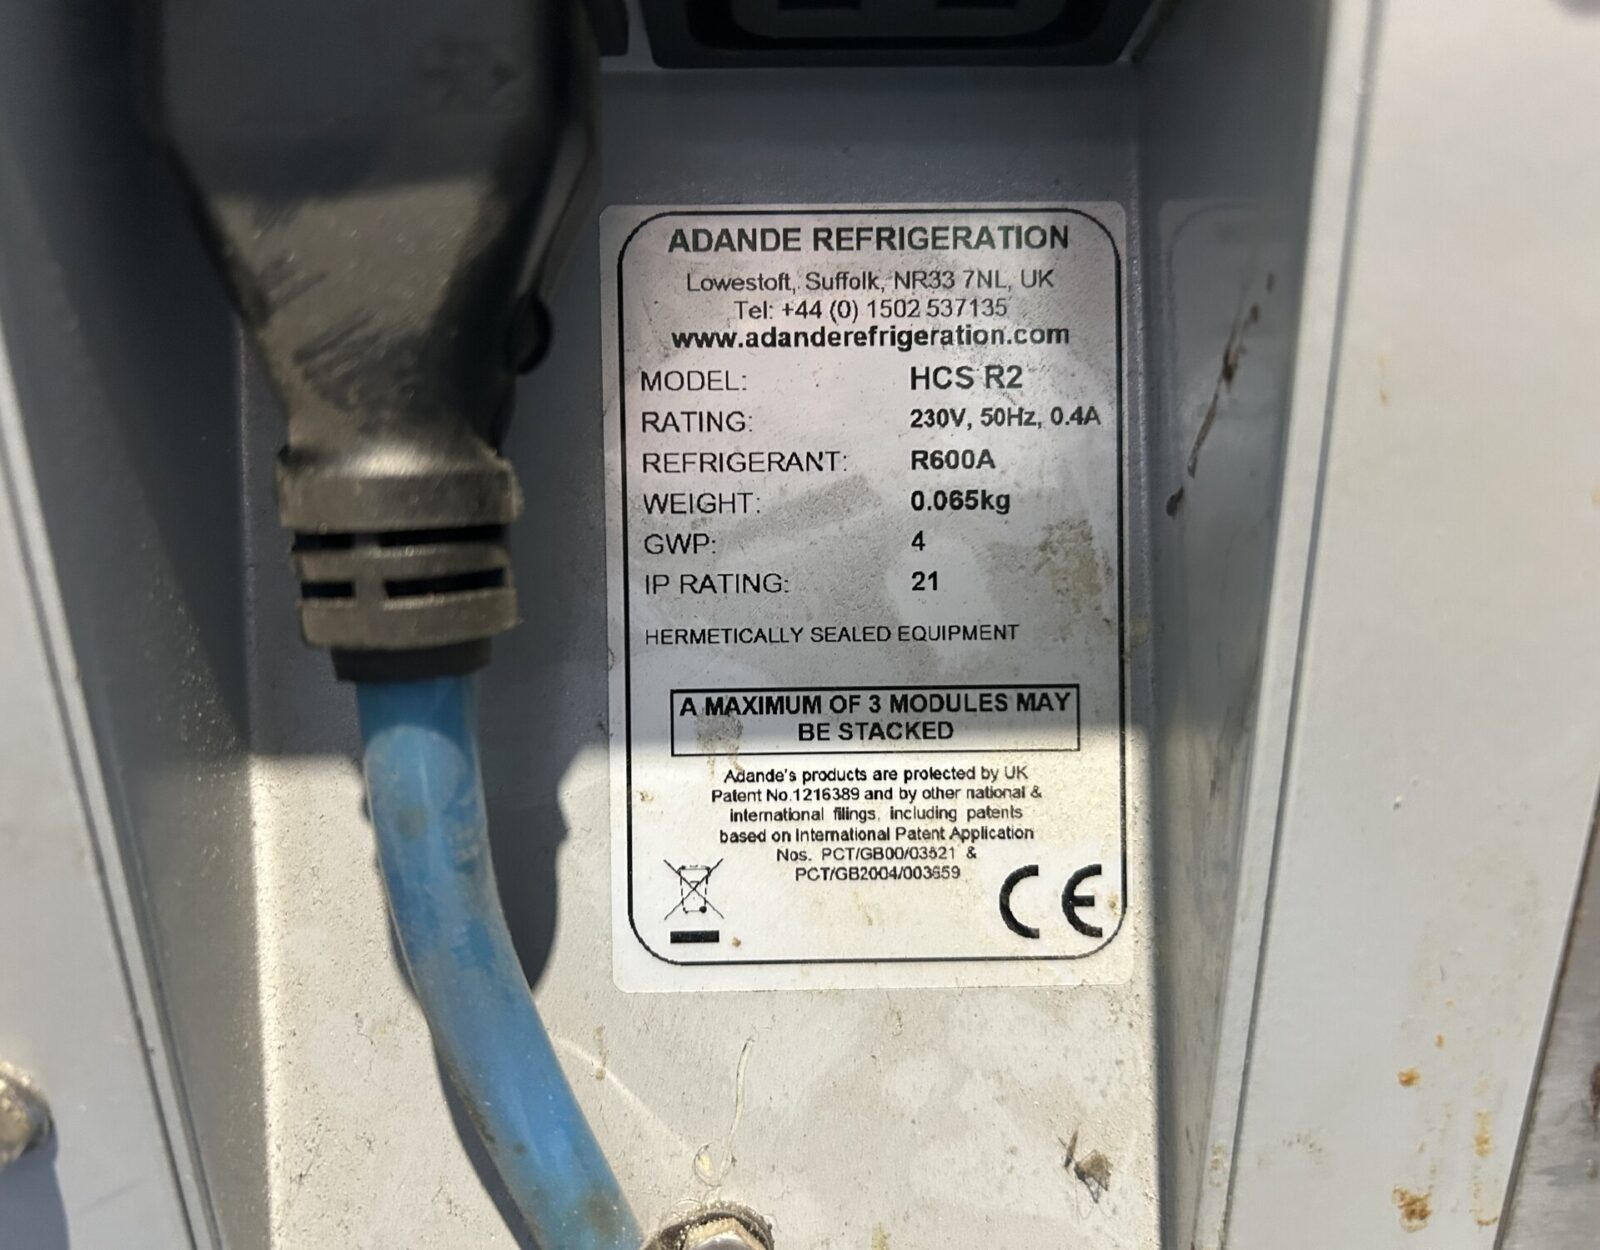 ADANDE REFRIGERATION
Lowestoft, Suffolk, NR33 7NL, UK
Tel: +44 (0) 1502 537135
www.adanderefrigeration.com
MODEL: HCS R2
RATING: 230V, 50Hz, 0.4A
REFRIGERANT: R600A
WEIGHT: 0.065kg
GWP: 4
IP RATING: 21
HERMETICALLY SEALED EQUIPMENT
A MAXIMUM OF 3 MODULES MAY
BE STACKED
Adande's products are protected by UK
Patent No.1216389 and by other national &
international filings, including patents
based on International Patent Application
Nos. PCT/GB00/03521 &
PCT/GB2004/003659
CE